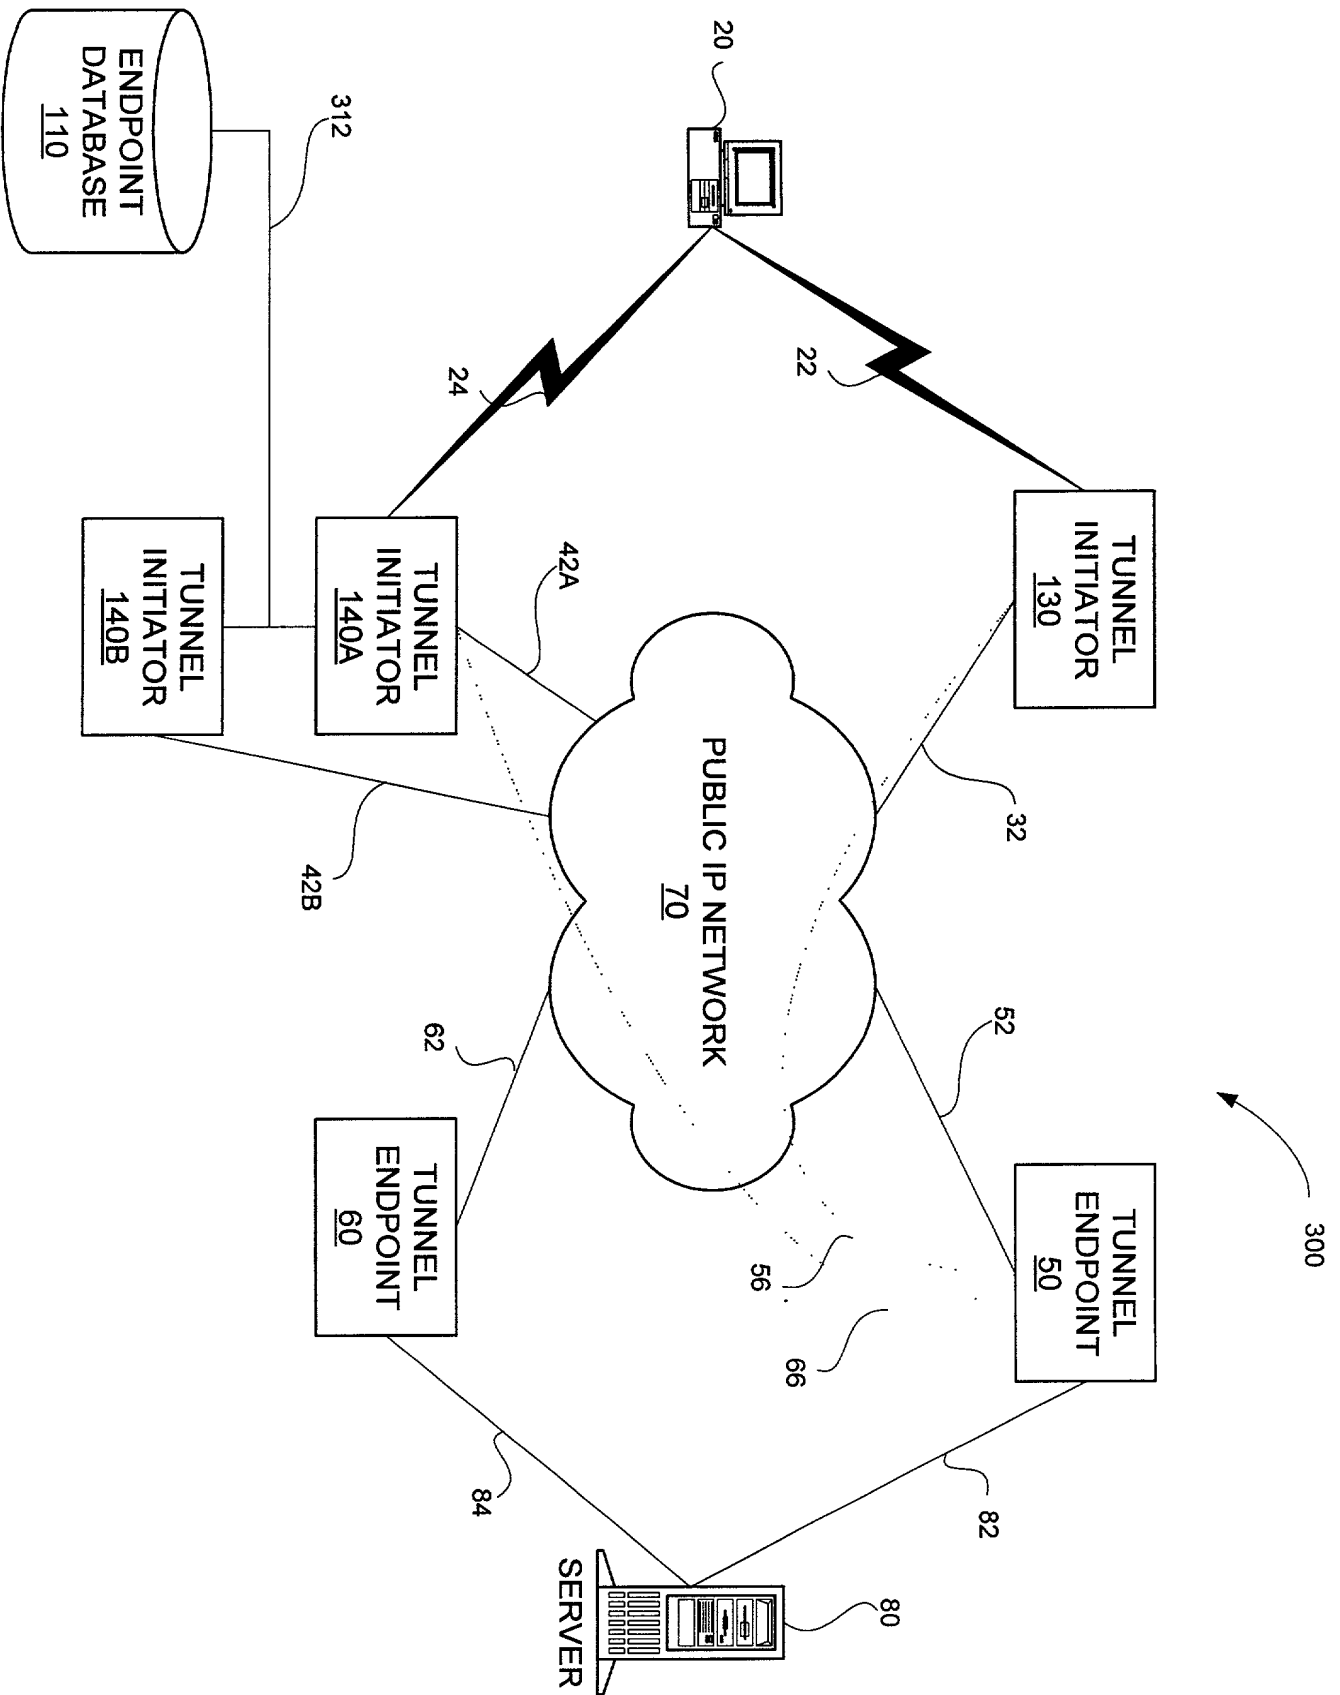 300
TUNNEL
INITIATOR
130
TUNNEL
ENDPOINT
50
32
52
82
22
20
80
PUBLIC IP NETWORK
70
56
66
SERVER
24
42A
62
84
TUNNEL
INITIATOR
140A
TUNNEL
ENDPOINT
60
312
42B
TUNNEL
INITIATOR
140B
ENDPOINT
DATABASE
110